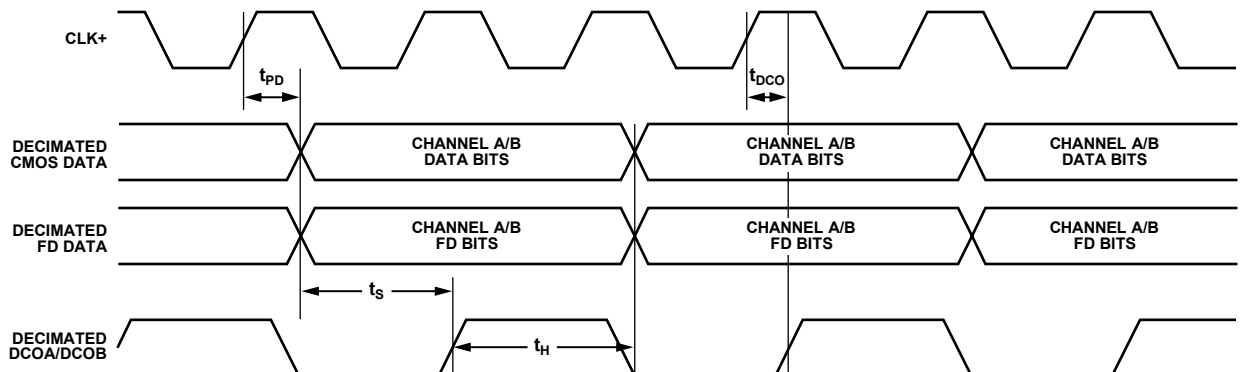 CLK+
tPD
tDCO
DECIMATED
CMOS DATA
CHANNEL A/B
DATA BITS
CHANNEL A/B
DATA BITS
CHANNEL A/B
DATA BITS
DECIMATED
FD DATA
CHANNEL A/B
FD BITS
CHANNEL A/B
FD BITS
CHANNEL A/B
FD BITS
tS
DECIMATED
DCOA/DCOB
tH